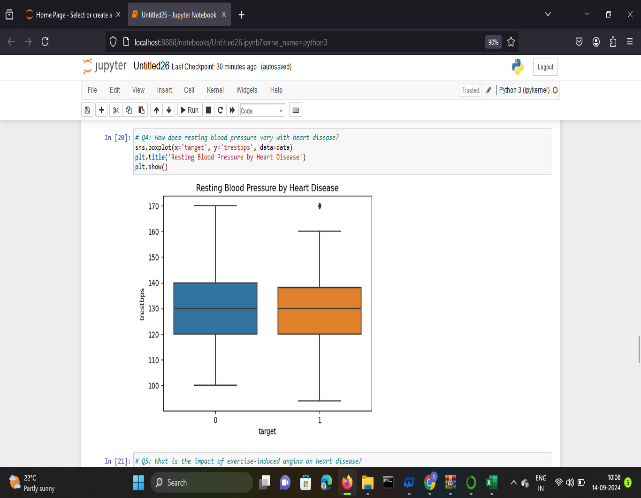 Home Page - Select or create a
Untitled26 - Jupyter Notebook
localhost:8888/notebooks/Untitled26.ipynb?kernel_name=python3
90%
jupyter Untitled26 Last Checkpoint: 30 minutes ago (autosaved)
Logout
File Edit View Insert Cell Kernel Widgets Help
Trusted
Python 3 (ipykernel)
Run
Code
In [20]: # Q4: How does resting blood pressure vary with heart disease?
sns.boxplot(x='target', y='trestbps', data=data)
plt.title('Resting Blood Pressure by Heart Disease')
plt.show()
Resting Blood Pressure by Heart Disease
170
160
150
140
130
120
110
100
trestbps
0 1
target
In [21]: # Q5: What is the impact of exercise-induced angina on heart disease?
22°C
Partly sunny
Search
ENG
IN
10:38
14-09-2024